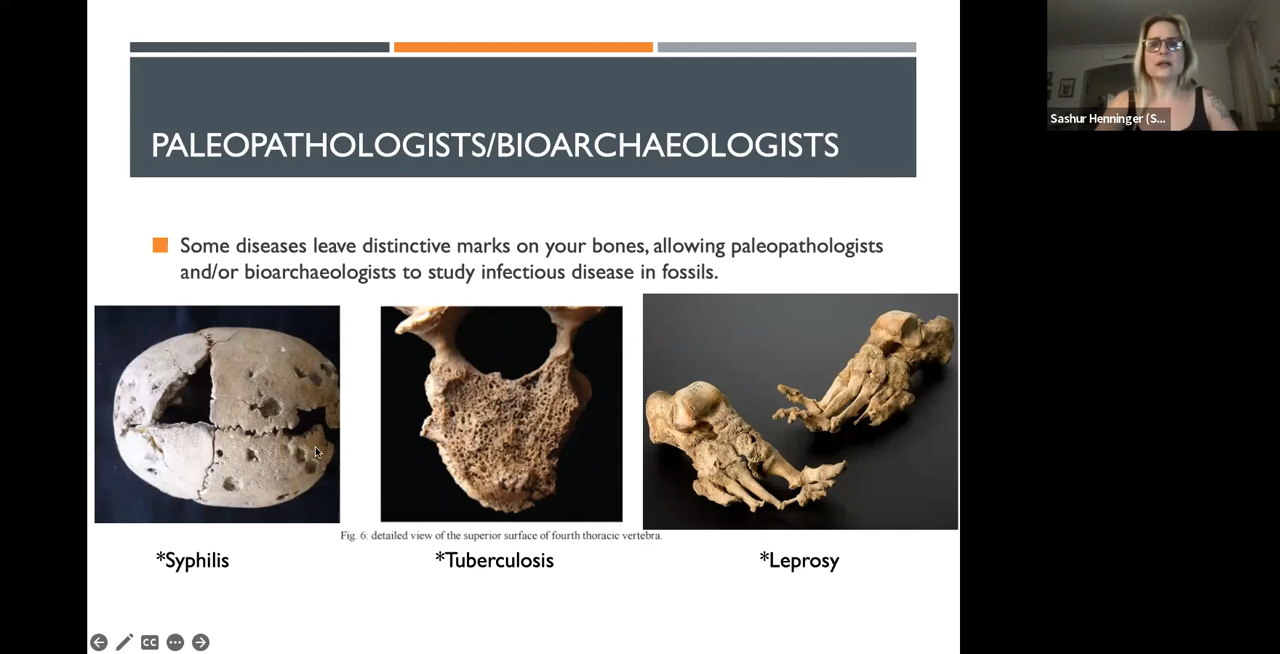 PALEOPATHOLOGISTS/BIOARCHAEOLOGISTS
Some diseases leave distinctive marks on your bones, allowing paleopathologists
and/or bioarchaeologists to study infectious disease in fossils.
Fig. 6: detailed view of the superior surface of fourth thoracic vertebra.
*Syphilis
*Tuberculosis
*Leprosy
CC
Sashur Henninger (S...